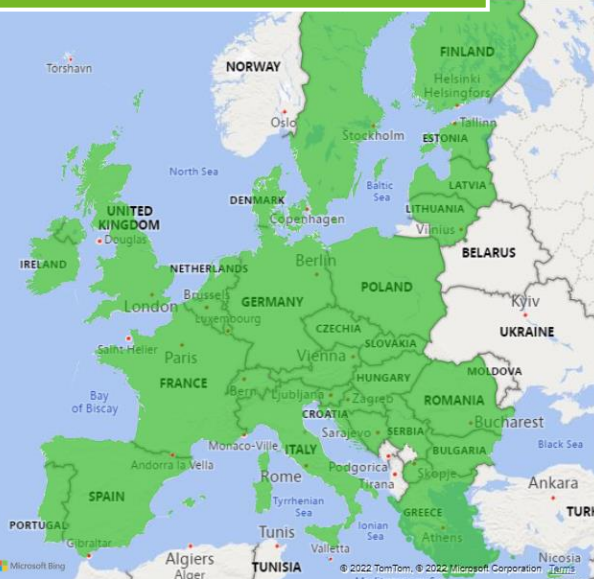 FINLAND
NORWAY
Torshavn
Helsinki
Helsingfors
Oslo
Tallinn
Stockholm
ESTONIA
North Sea
Baltic
Sea
LATVIA
DENMARK
LITHUANIA
UNITED
KINGDOM
Copenhagen
Vilnius
Douglas
BELARUS
IRELAND
NETHERLANDS
Berlin
POLAND
Brussels
London
GERMANY
Kyiv
Luxembourg
CZECHIA
UKRAINE
SLOVAKIA
Saint Helier
Paris
Vienna
MOLDOVA
FRANCE
Bern
HUNGARY
Bay
of Biscay
Ljubljana
Zagreb
ROMANIA
CROATIA
Bucharest
Sarajevo
SERBIA
Monaco-Ville
ITALY
Black Sea
BULGARIA
Andorra la Vella
Podgorica
Skopje
Rome
Tirana
Ankara
SPAIN
Tyrrhenian
Sea
GREECE
TUR
PORTUGAL
Ionian
Sea
Athens
Gibraltar
Tunis
Valletta
Algiers
Nicosia
Microsoft Bing
Alger
TUNISIA
© 2022 TomTom, © 2022 Microsoft Corporation Terms